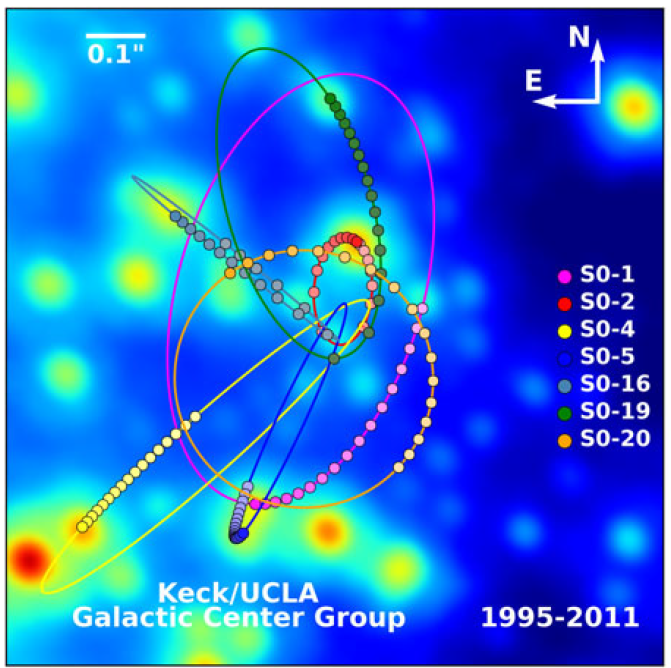 0.1"
N
E
S0-1
S0-2
S0-4
S0-5
S0-16
S0-19
S0-20
Keck/UCLA
Galactic Center Group
1995-2011